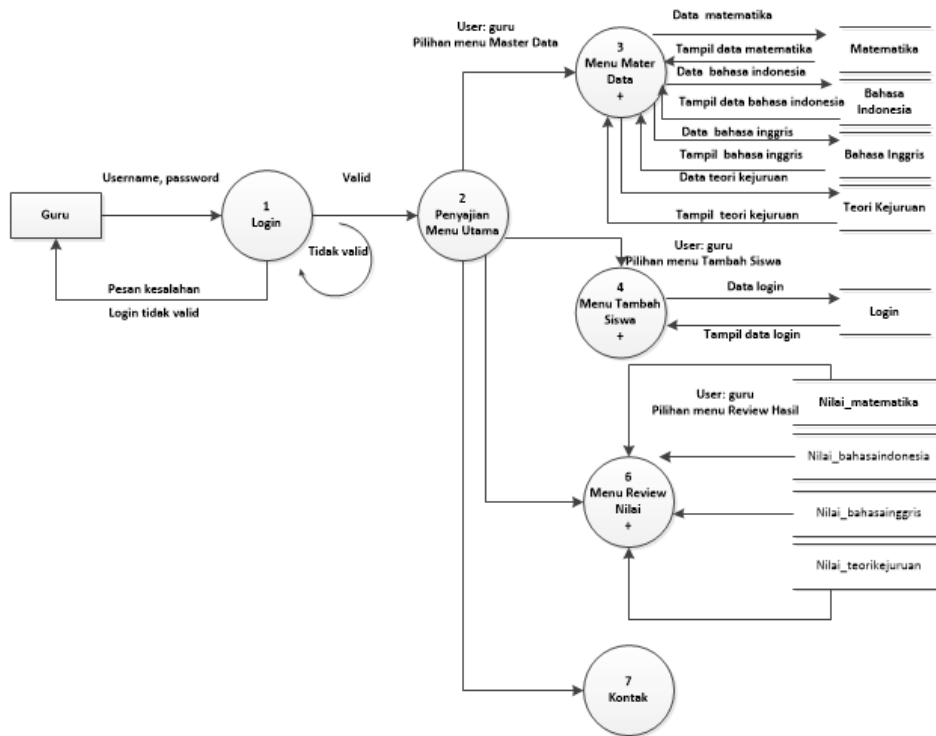 Data matematika
User: guru
Pilihan menu Master Data
3
Menu Mater
Data
+
Tampil data matematika
Matematika
Data bahasa indonesia
Tampil data bahasa indonesia
Bahasa
Indonesia
Data bahasa inggris
Tampil bahasa inggris
Bahasa Inggris
Data teori kejuruan
Tampil teori kejuruan
Teori Kejuruan
Username, password
Valid
Guru
1
Login
2
Penyajian
Menu Utama
Tidak valid
Pesan kesalahan
Login tidak valid
User: guru
Pilihan menu Tambah Siswa
4
Menu Tambah
Siswa
+
Data login
Tampil data login
Login
User: guru
Pilihan menu Review Hasil
Nilai_matematika
Nilai_bahasaindonesia
6
Menu Review
Nilai
+
Nilai_bahasainggris
Nilai_teorikejuruan
7
Kontak